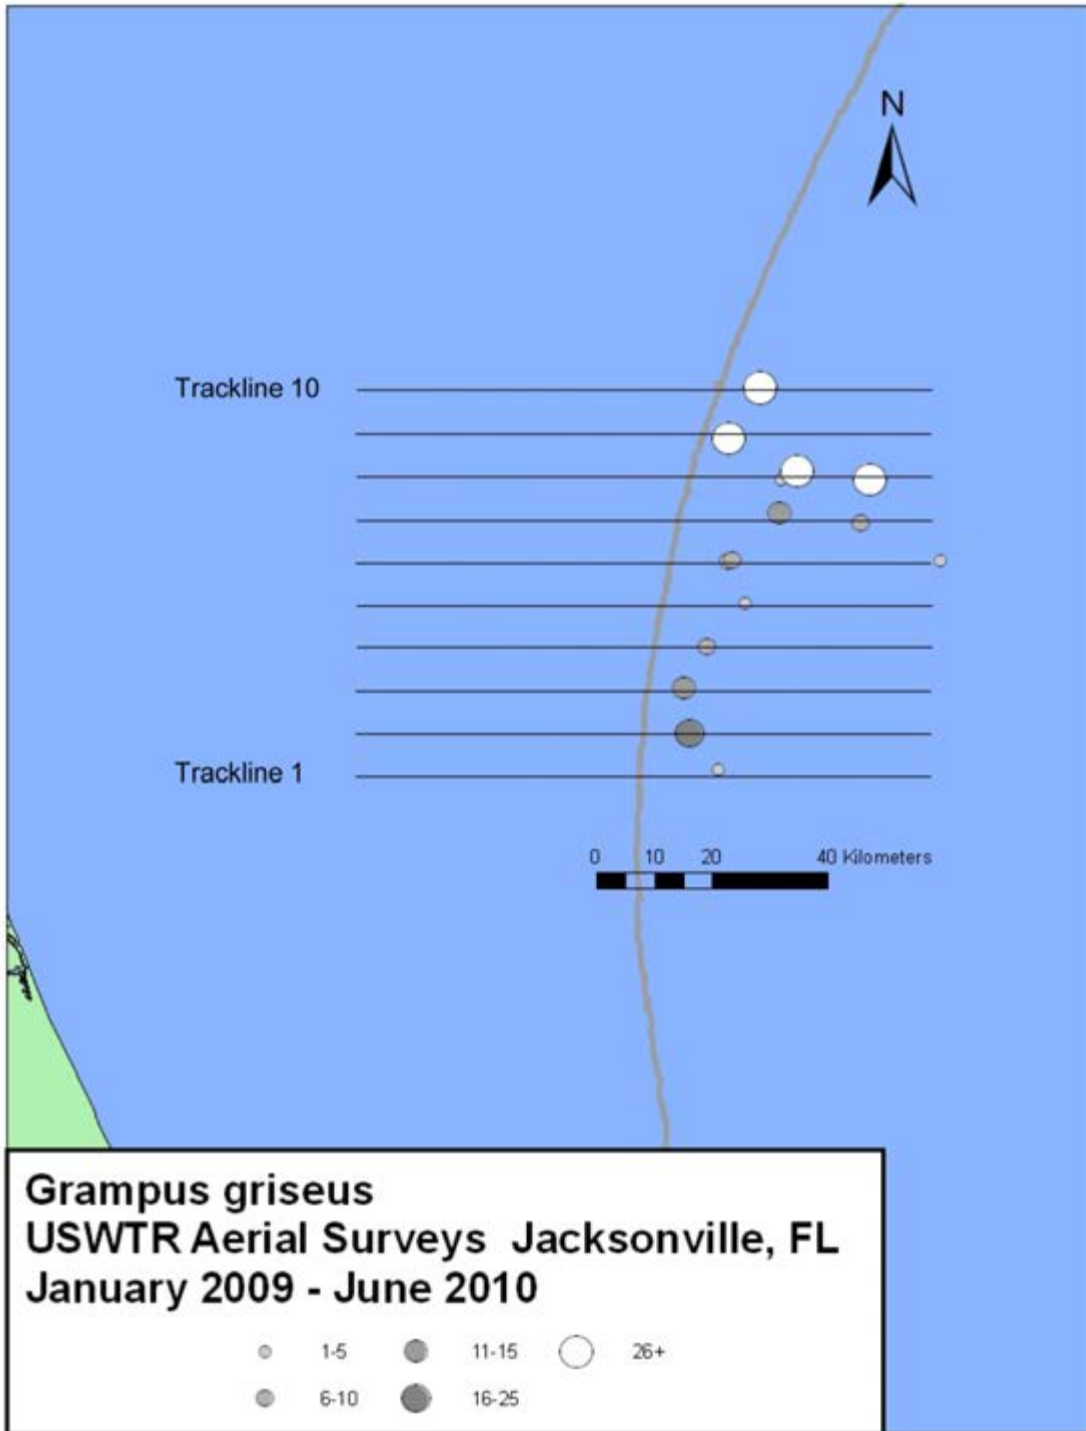 N
Trackline 10
Trackline 1
0 10 20 40 Kilometers
Grampus griseus
USWTR Aerial Surveys Jacksonville, FL
January 2009 - June 2010
1-5 11-15 26+
6-10 16-25